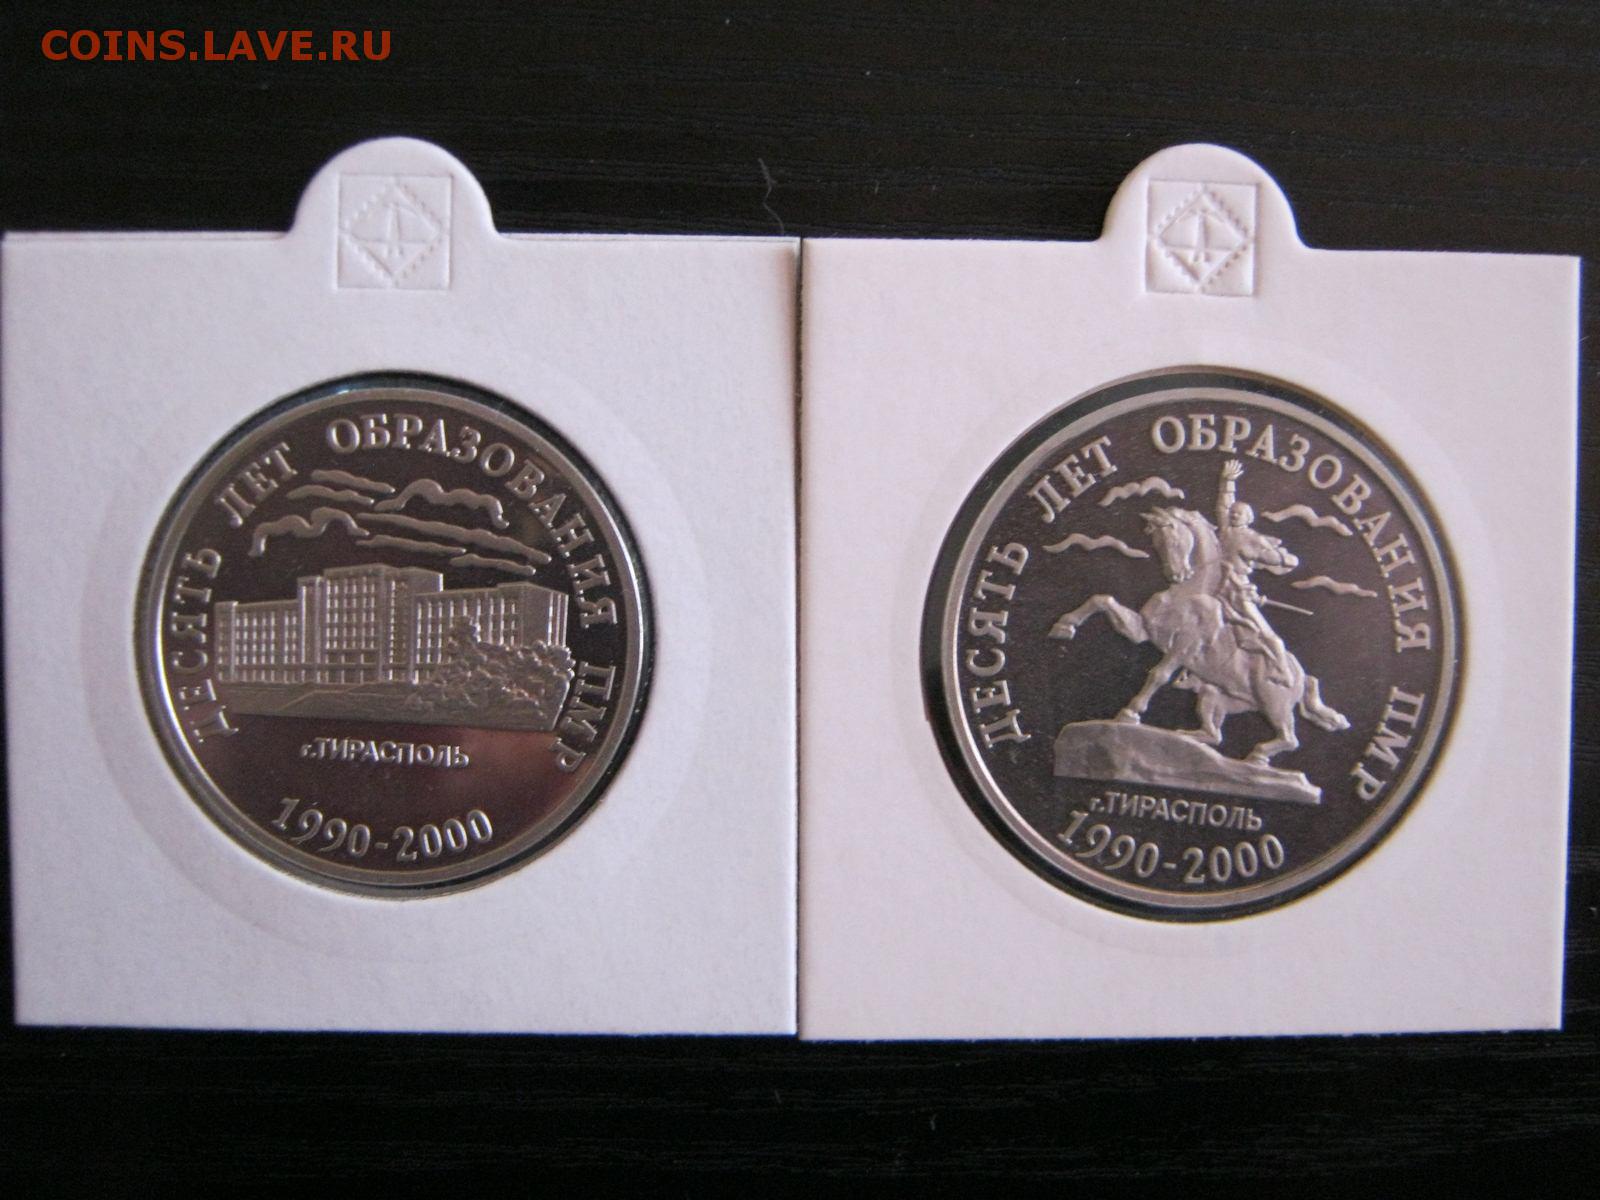 COINS.LAVE.RU
ДЕСЯТЬ ЛЕТ ОБРАЗОВАНИЯ ПМР
г.ТИРАСПОЛЬ
1990-2000
ДЕСЯТЬ ЛЕТ ОБРАЗОВАНИЯ ПМР
г.ТИРАСПОЛЬ
1990-2000